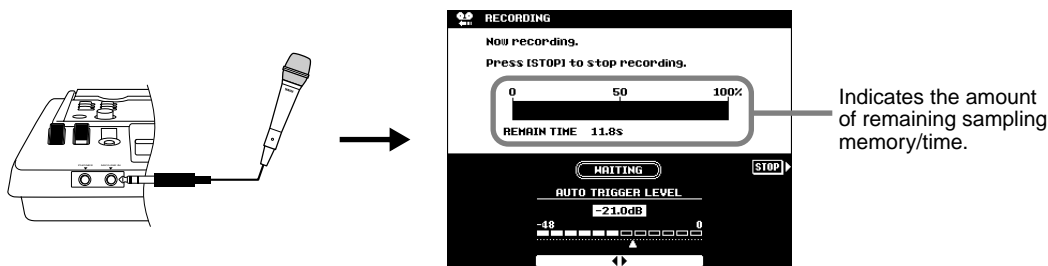 RECORDING
Now recording.
Press [STOP] to stop recording.
0 50 100%
REMAIN TIME 11.8s
Indicates the amount
of remaining sampling
memory/time.
WAITING
STOP
AUTO TRIGGER LEVEL
-21.0dB
-48 0